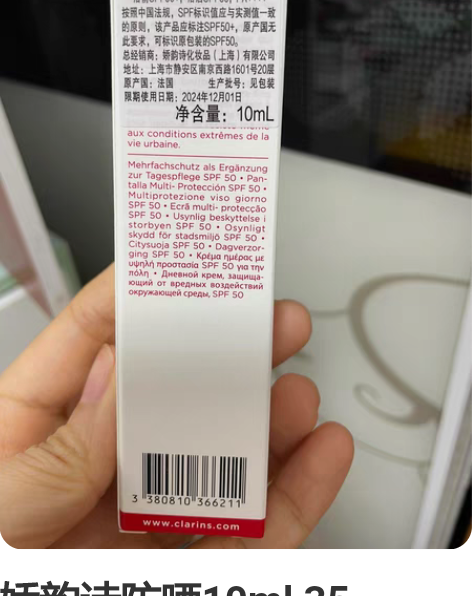 按照中国法规，SPF标识值应与实测值一致
的原则，该产品应标注SPF50+，原产国无
此要求，可标识原包装的SPF50。
总经销商：娇韵诗化妆品（上海）有限公司
地址：上海市静安区南京西路1601号20层
原产国：法国 生产批号：见包装
限期使用日期：2024年12月01日
净含量：10mL
aux conditions extrêmes de la
vie urbaine.
Mehrfachschutz als Ergänzung
zur Tagespflege SPF 50 • Pan-
talla Multi- Protección SPF 50 •
Multiprotezione viso giorno
SPF 50 • Ecrã multi- protecção
SPF 50 • Usynlig beskyttelse i
storbyen SPF 50 • Osynligt
skydd för stadsmiljö SPF 50 •
Citysuoja SPF 50 • Dagverzor-
ging SPF 50 • Κρέμα ημέρας με
υψηλή προστασία SPF 50 για την
πόλη • Дневной крем, защища-
ющий от вредных воздействий
окружающей среды, SPF 50
3 380810 366211
www.clarins.com
娇韵诗防晒10ml 35